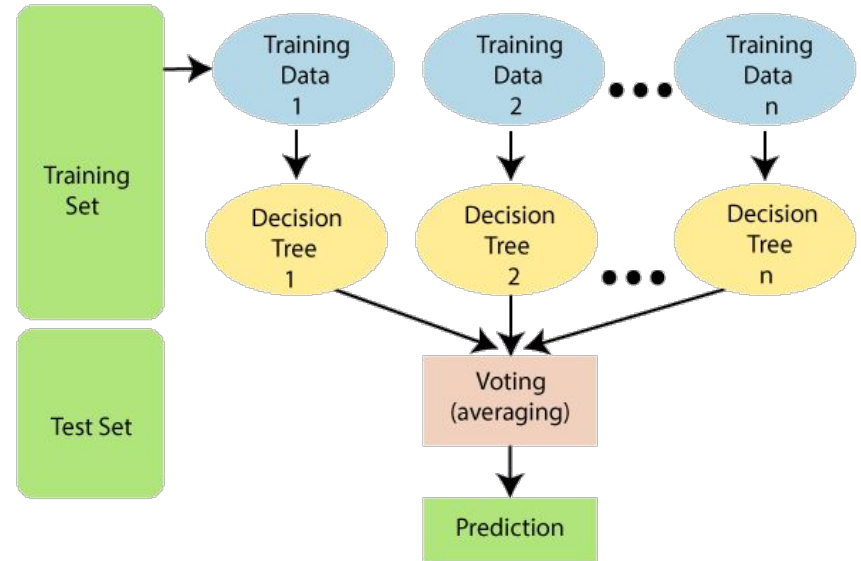 Training
Set
Test Set
Training
Data
1
Training
Data
2
Training
Data
n
Decision
Tree
1
Decision
Tree
2
Decision
Tree
n
Voting
(averaging)
Prediction